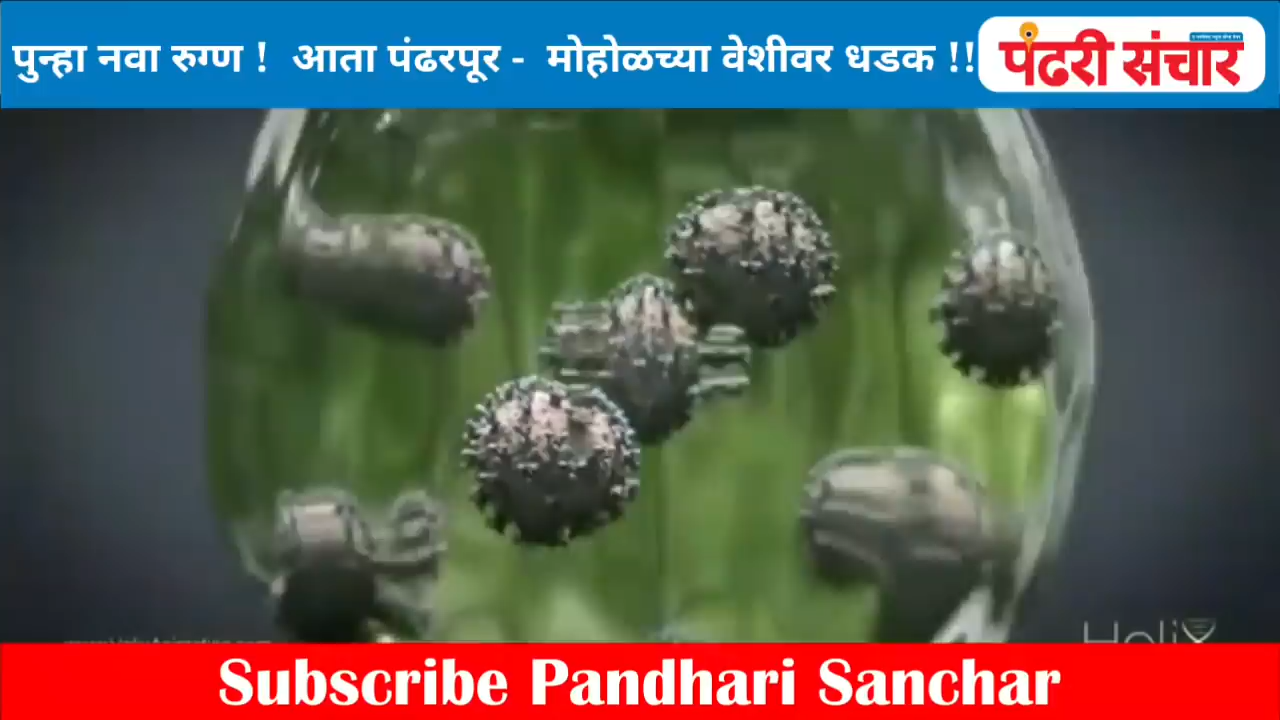 पुन्हा नवा रुग्ण ! आता पंढरपूर - मोहोळच्या वेशीवर धडक !!
पंढरी संचार
Subscribe Pandhari Sanchar